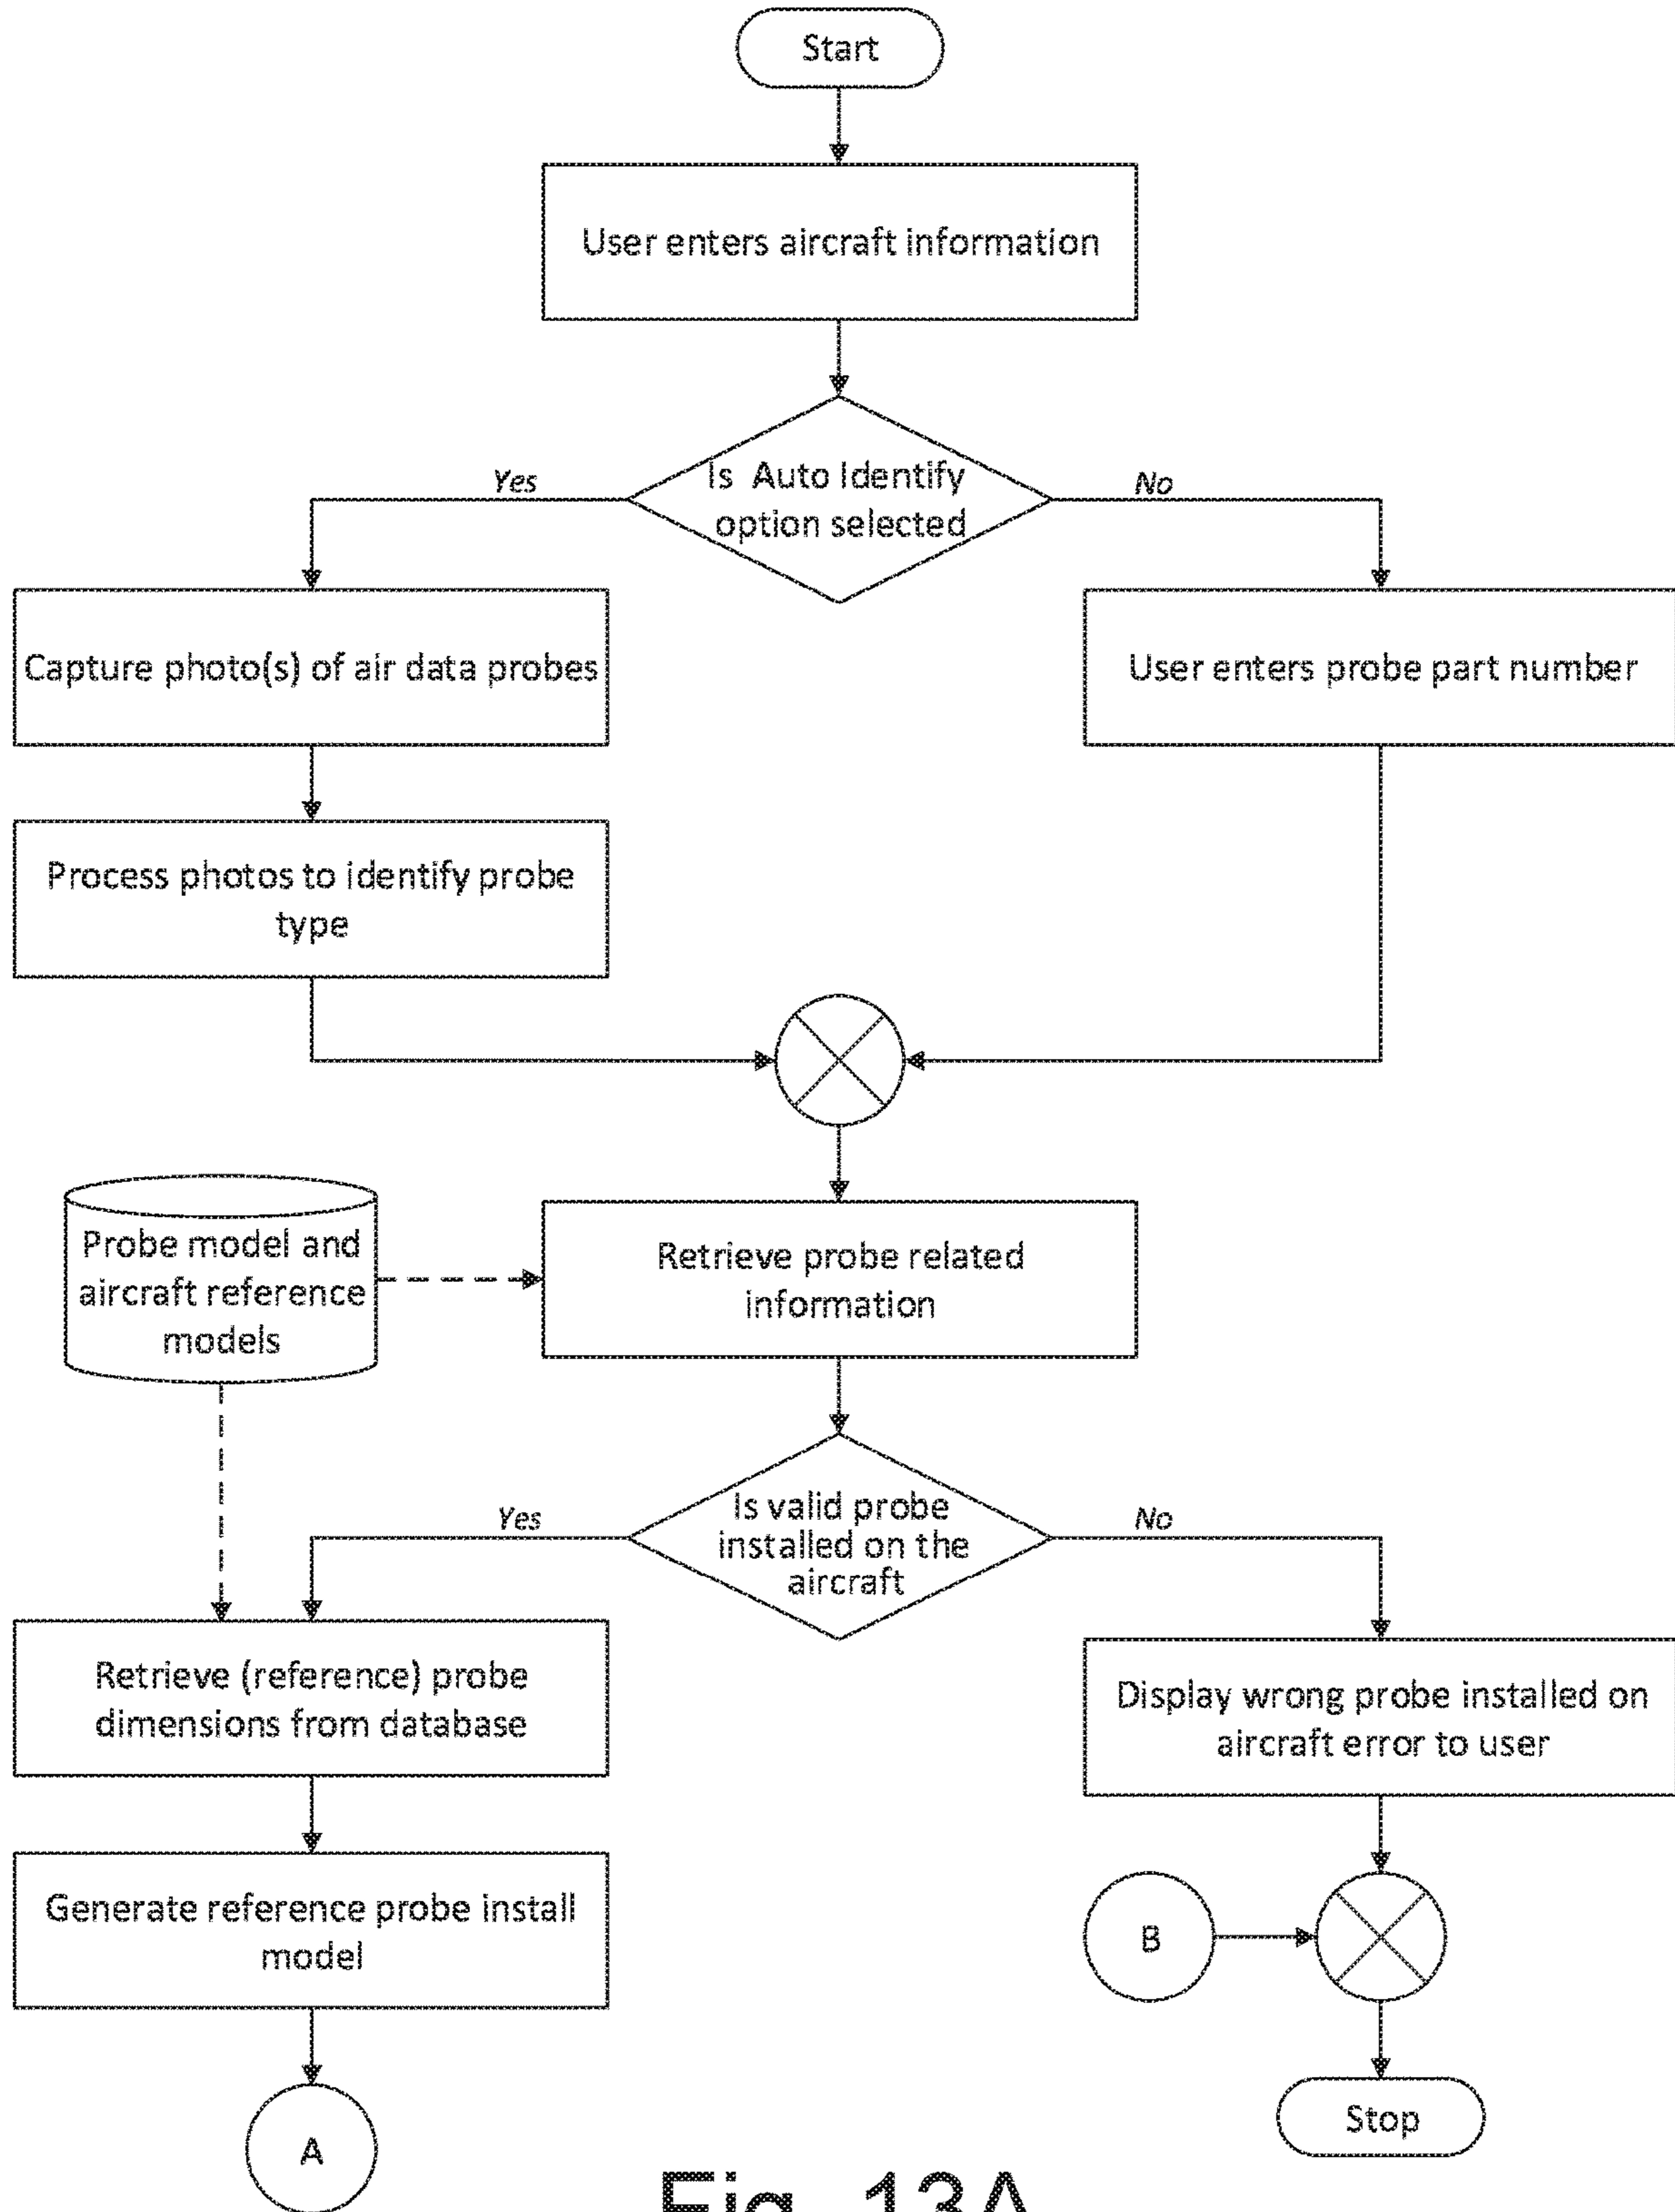 Start
User enters aircraft information
Is Auto Identify
option selected
Yes
No
Capture photo(s) of air data probes
User enters probe part number
Process photos to identify probe
type
Probe model and
aircraft reference
models
Retrieve probe related
information
Is valid probe
installed on the
aircraft
Yes
No
Retrieve (reference) probe
dimensions from database
Display wrong probe installed on
aircraft error to user
Generate reference probe install
model
B
A
Stop
Fig. 13A